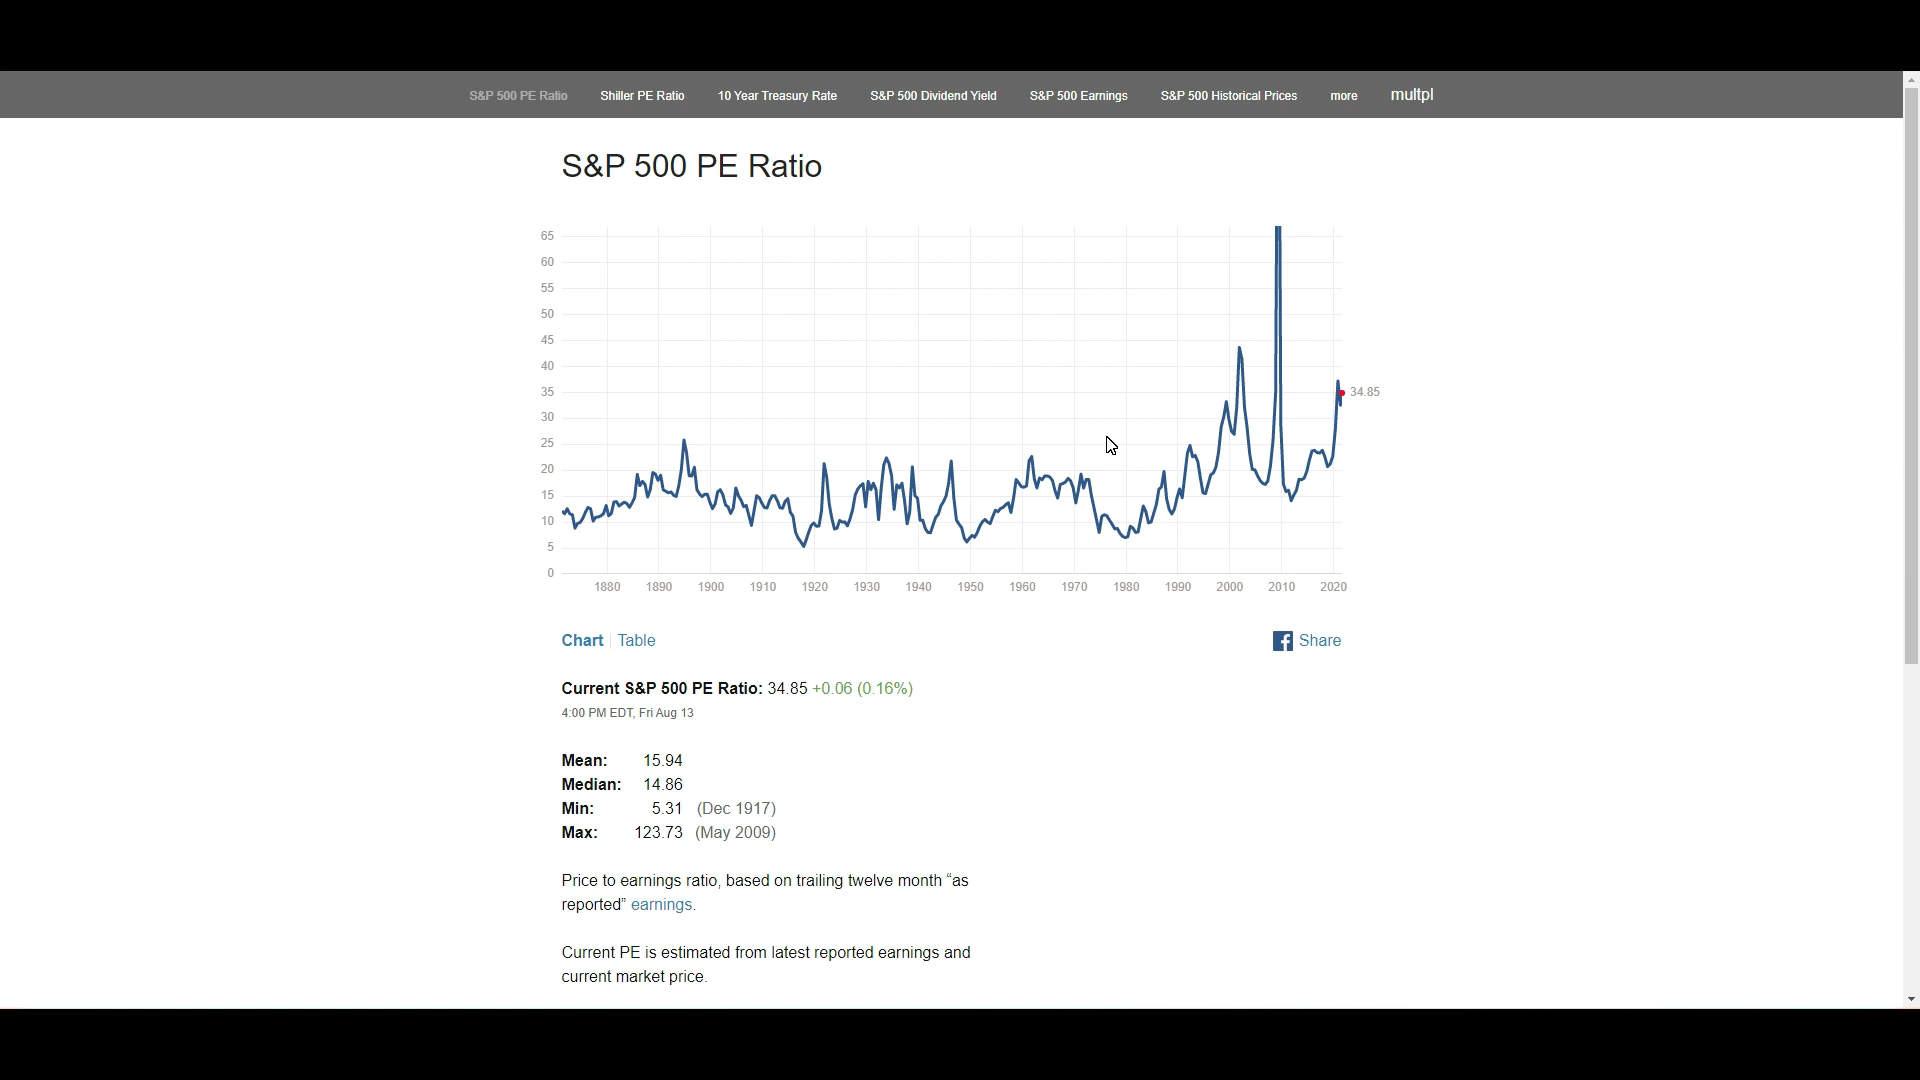 S&P 500 PE Ratio Shiller PE Ratio 10 Year Treasury Rate S&P 500 Dividend Yield S&P 500 Earnings S&P 500 Historical Prices more multpl
S&P 500 PE Ratio
65
60
55
50
45
40
35
34.85
30
25
20
15
10
5
0
1880 1890 1900 1910 1920 1930 1940 1950 1960 1970 1980 1990 2000 2010 2020
Chart Table Share
Current S&P 500 PE Ratio: 34.85 +0.06 (0.16%)
4:00 PM EDT, Fri Aug 13
Mean: 15.94
Median: 14.86
Min: 5.31 (Dec 1917)
Max: 123.73 (May 2009)
Price to earnings ratio, based on trailing twelve month “as
reported” earnings.
Current PE is estimated from latest reported earnings and
current market price.